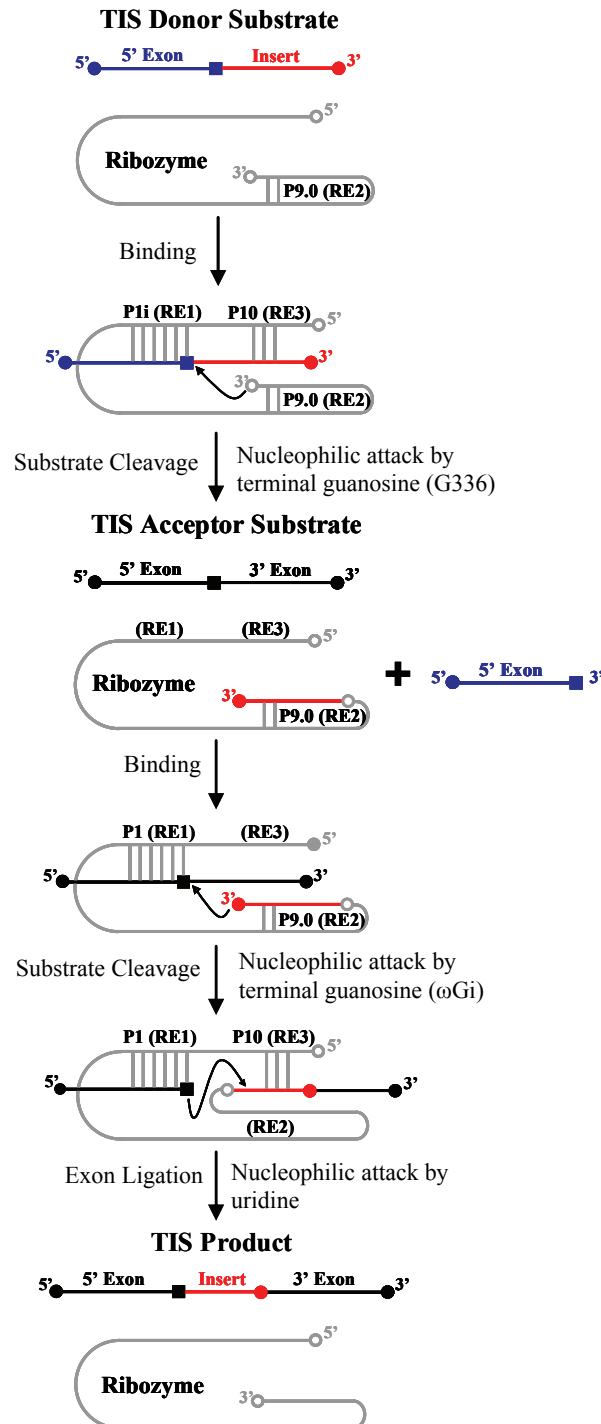 TIS Donor Substrate
5’ 5’ Exon Insert 3’
5’
Ribozyme
3’
P9.0 (RE2)
Binding
P1i (RE1) P10 (RE3)
5’
5’ 3’
3’
P9.0 (RE2)
Substrate Cleavage Nucleophilic attack by
terminal guanosine (G336)
TIS Acceptor Substrate
5’ 5’ Exon 3’ Exon 3’
(RE1) (RE3) 5’
Ribozyme + 5’ 5’ Exon 3’
3’
P9.0 (RE2)
Binding
P1 (RE1) (RE3)
5’
5’ 3’
3’
P9.0 (RE2)
Substrate Cleavage Nucleophilic attack by
terminal guanosine (ωGi)
P1 (RE1) P10 (RE3)
5’
5’ 3’
(RE2)
Exon Ligation Nucleophilic attack by
uridine
TIS Product
5’ 5’ Exon Insert 3’ Exon 3’
5’
Ribozyme 3’